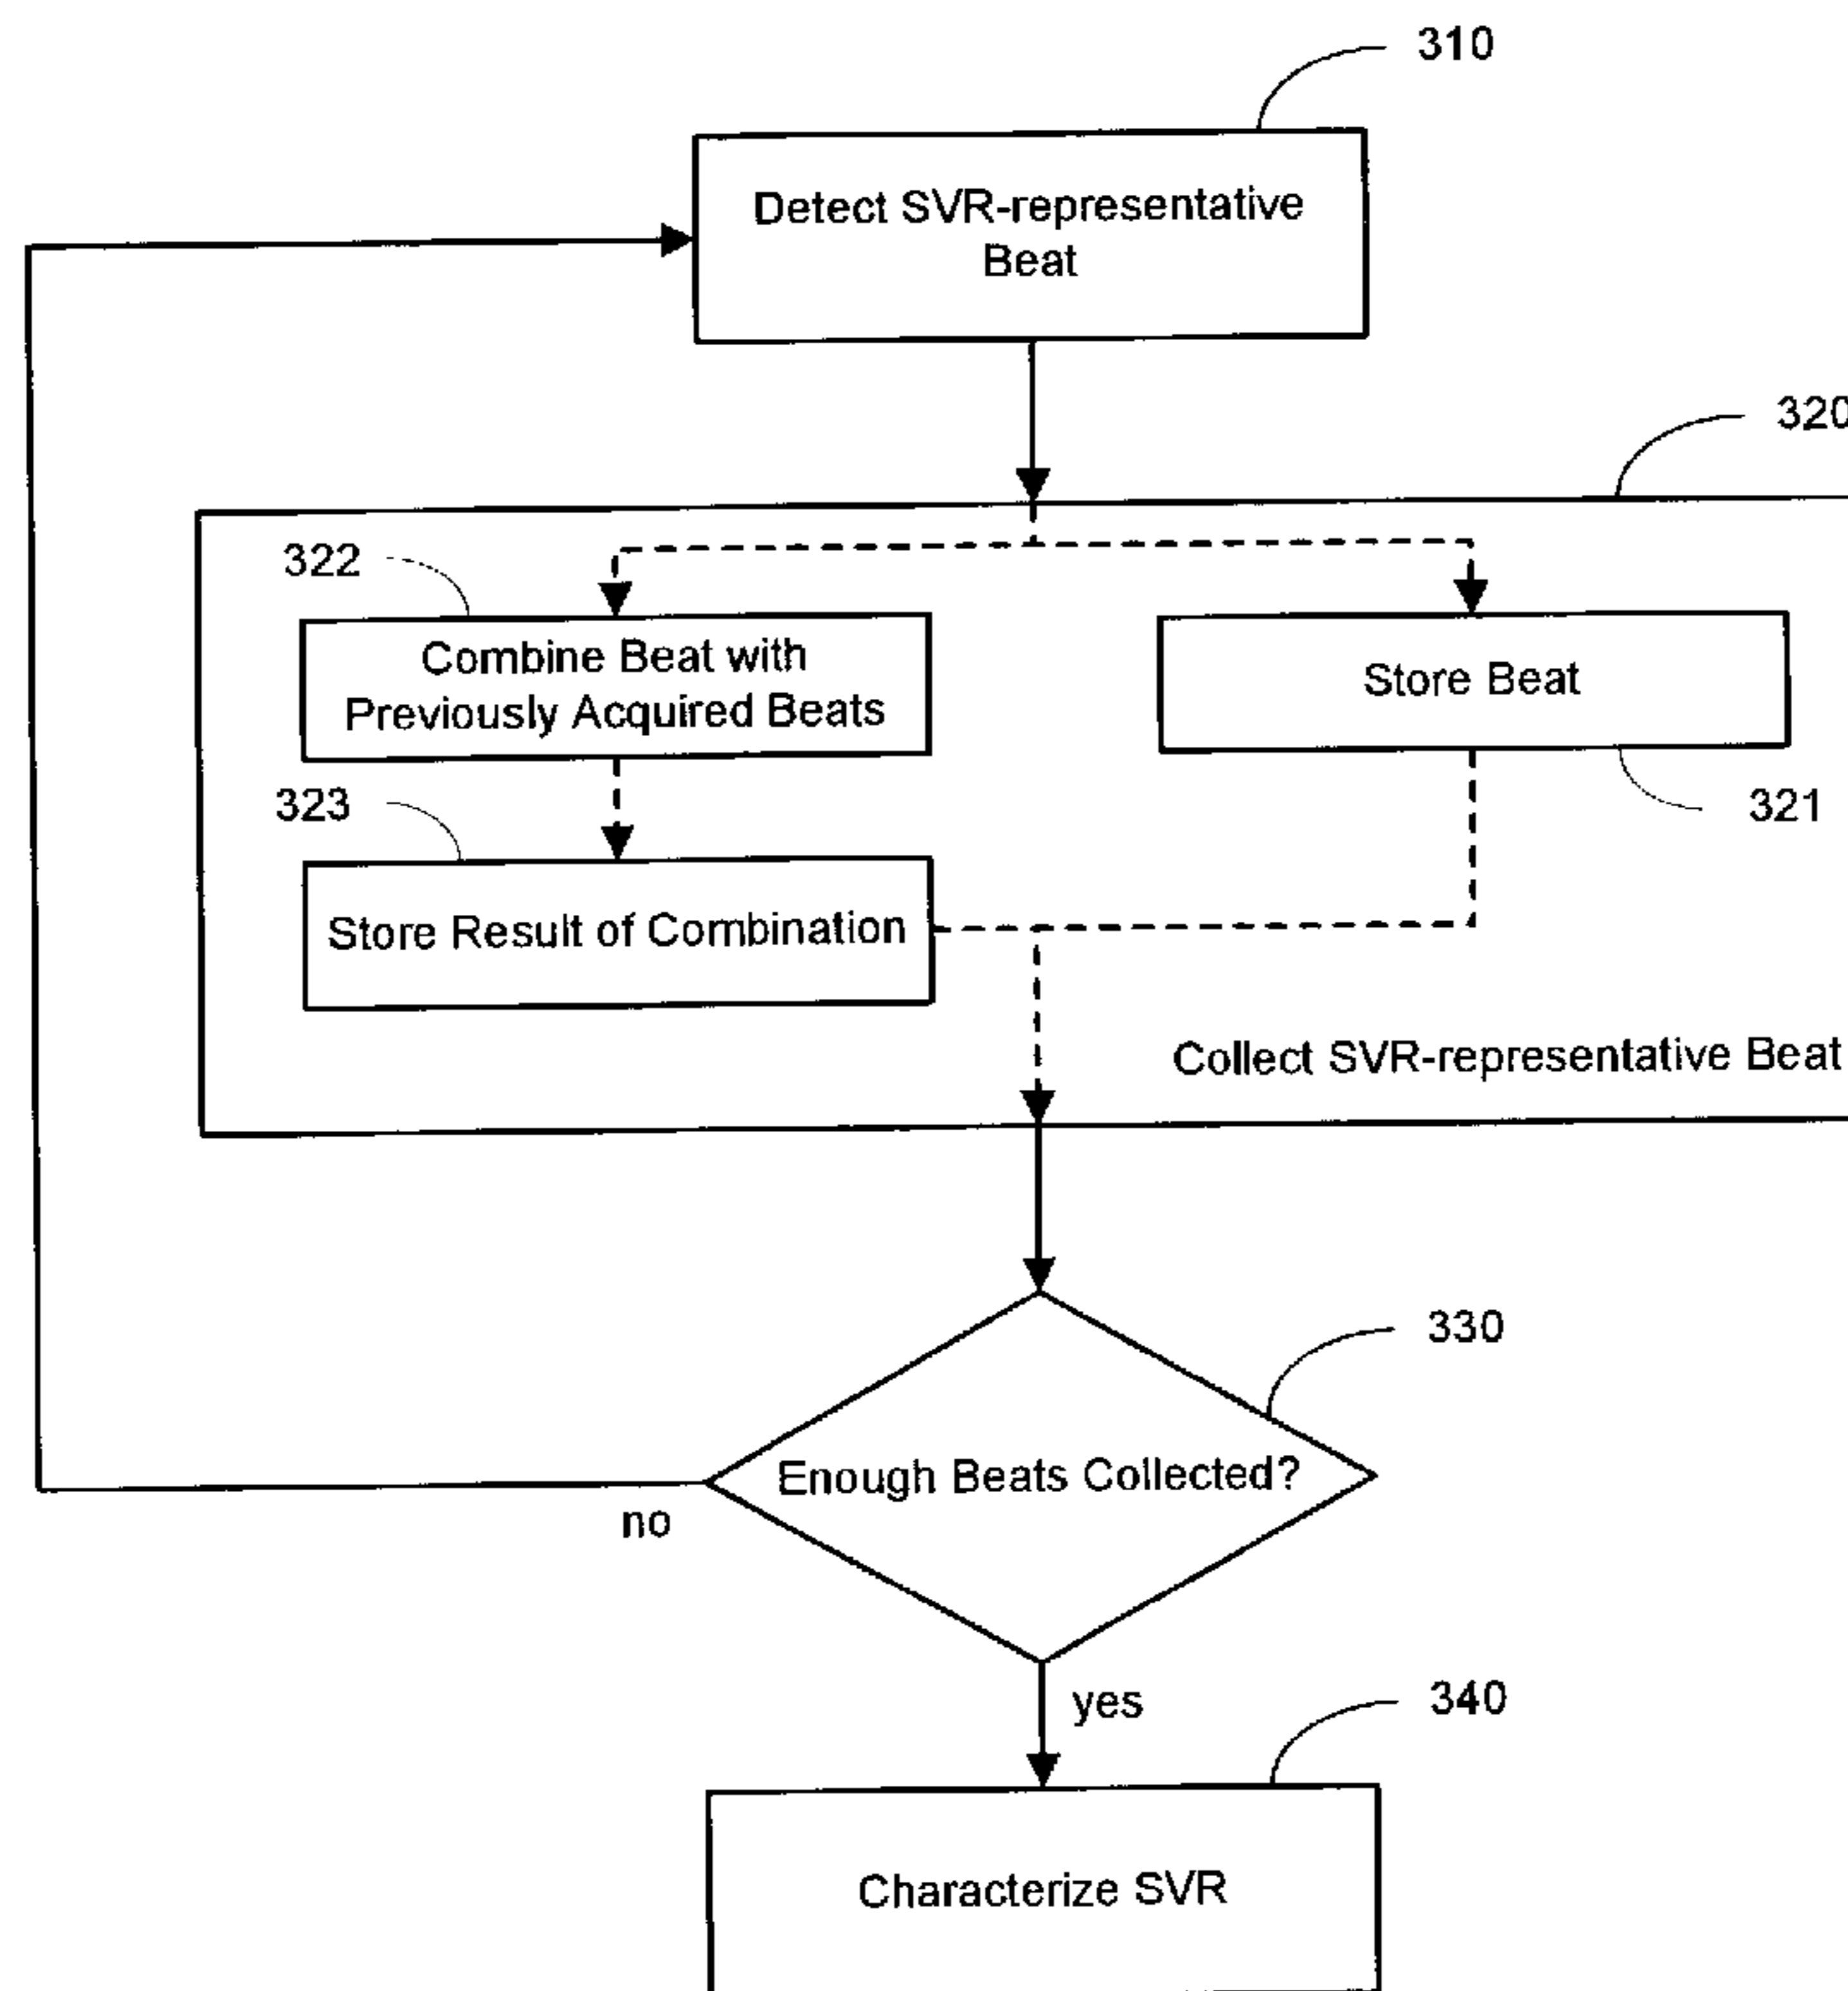 310
Detect SVR-representative
Beat
320
322
Combine Beat with
Previously Acquired Beats
Store Beat
323
321
Store Result of Combination
Collect SVR-representative Beat
330
Enough Beats Collected?
no
yes
340
Characterize SVR